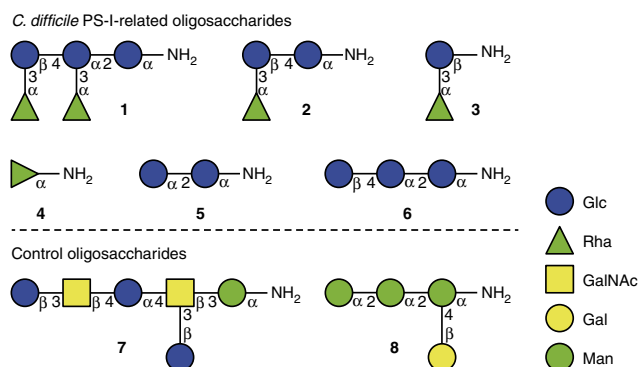 C. difficile PS-I-related oligosaccharides
β 4 α 2 α NH2
3 3
α α
1
β 4 α NH2
3
α
2
β NH2
3
α
3
α NH2
4
α 2 α NH2
5
β 4 α 2 α NH2
6
Control oligosaccharides
β 3 β 4 α 4 β 3 α NH2
3
β
7
α 2 α 2 α NH2
4
β
8
Glc
Rha
GalNAc
Gal
Man